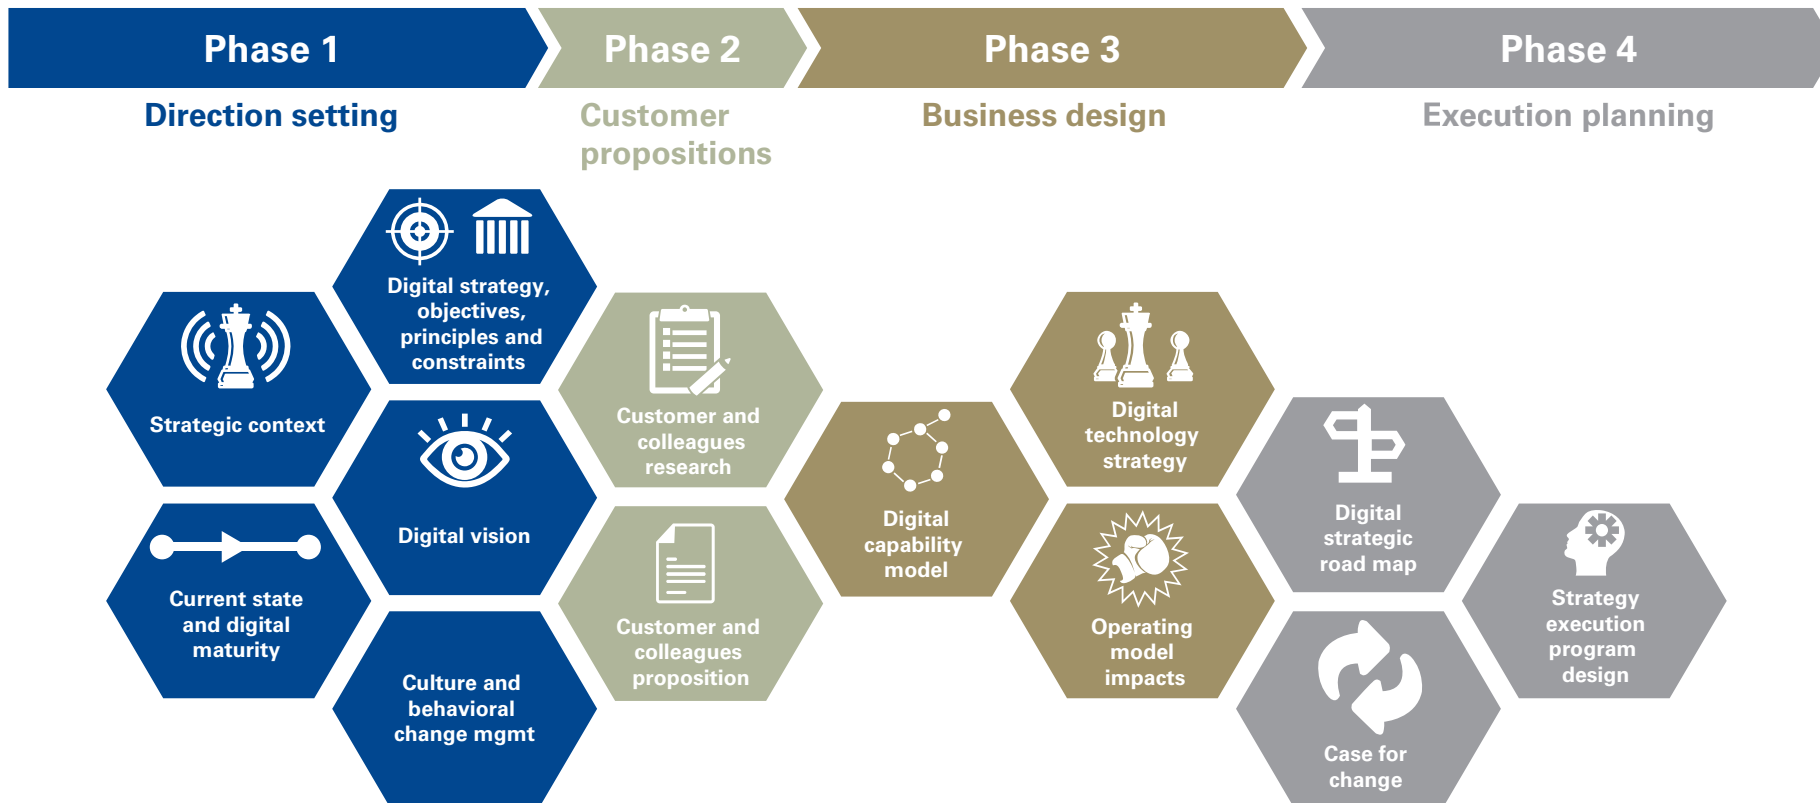 Phase 1
Phase 2
Phase 3
Phase 4
Direction setting
Customer
propositions
Business design
Execution planning
Strategic context
Current state
and digital
maturity
Digital strategy,
objectives,
principles and
constraints
Digital vision
Culture and
behavioral
change mgmt
Customer and
colleagues
research
Customer and
colleagues
proposition
Digital
capability
model
Digital
technology
strategy
Operating
model
impacts
Digital
strategic
road map
Case for
change
Strategy
execution
program
design